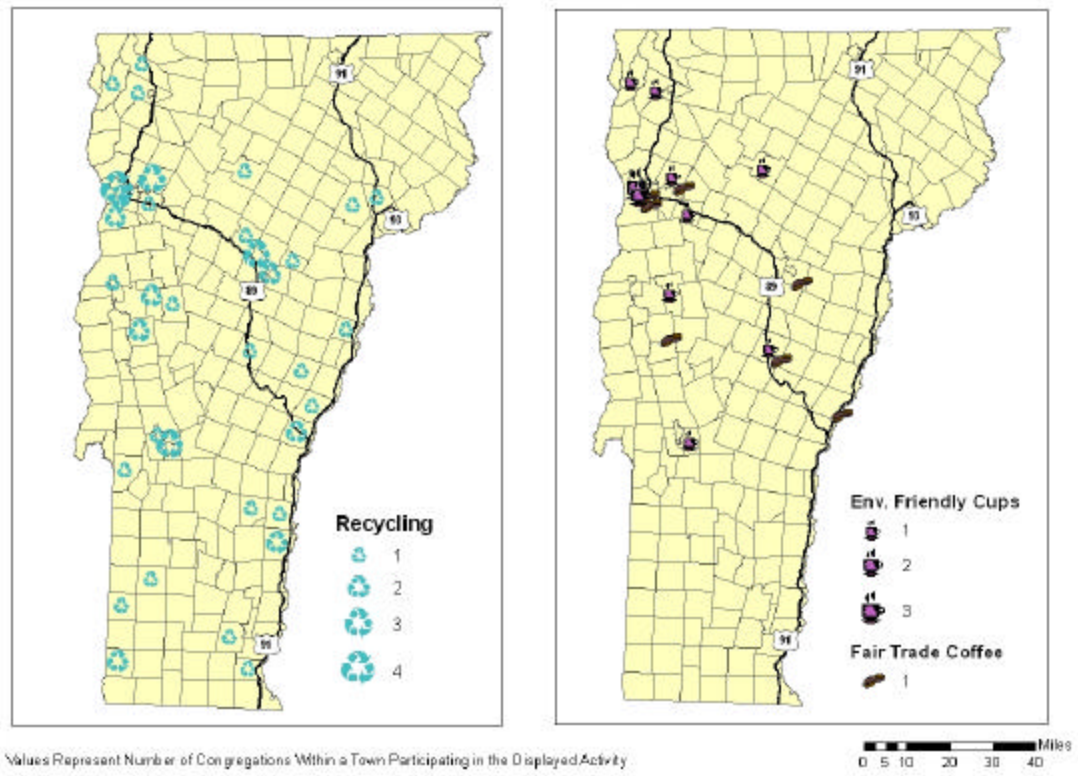 91
93
89
91
Recycling
1
2
3
4
91
93
89
91
Env. Friendly Cups
1
2
3
Fair Trade Coffee
1
Values Represent Number of Congregations Within a Town Participating in the Displayed Activity
Miles
0 5 10 20 30 40